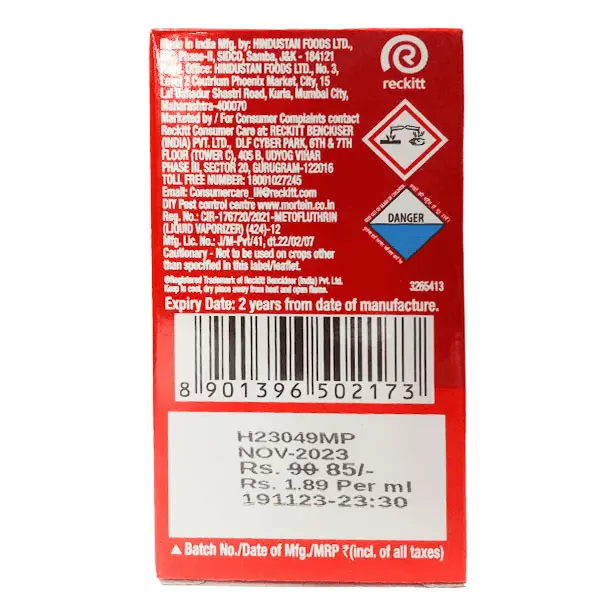 Made in India Mfg. by: HINDUSTAN FOODS LTD.,
Phase-II, SIDCO, Samba, J&K - 184121
Office: HINDUSTAN FOODS LTD., No. 3,
Level 2 Coutrium Phoenix Market, City, 15
Lal Bahadur Shastri Road, Kurla, Mumbai City,
Maharashtra-400070
Marketed by / For Consumer Complaints contact
Reckitt Consumer Care at: RECKITT BENCKISER
(INDIA) PVT. LTD., DLF CYBER PARK, 6TH & 7TH
FLOOR (TOWER C), 405 B, UDYOG VIHAR
PHASE III, SECTOR 20, GURUGRAM-122016
TOLL FREE NUMBER: 18001027245
Email: Consumercare_IN@reckitt.com
DIY Pest control centre www.mortein.co.in
Reg. No.: CIR-176720/2021-METOFLUTHRIN
(LIQUID VAPORIZER) (424)-12
Mfg. Lic. No.: J/M-Pvt/41, dt.22/02/07
Cautionary - Not to be used on crops other
than specified in this label/leaflet.
®Registered Trademark of Reckitt Benckiser (India) Pvt. Ltd.
Keep in cool, dry place away from heat and open flame.
reckitt
DANGER
3265413
Expiry Date: 2 years from date of manufacture.
8 901396 502173
H23049MP
NOV-2023
Rs. 90 85/-
Rs. 1.89 Per ml
191123-23:30
▲ Batch No./Date of Mfg./MRP ₹(incl. of all taxes)